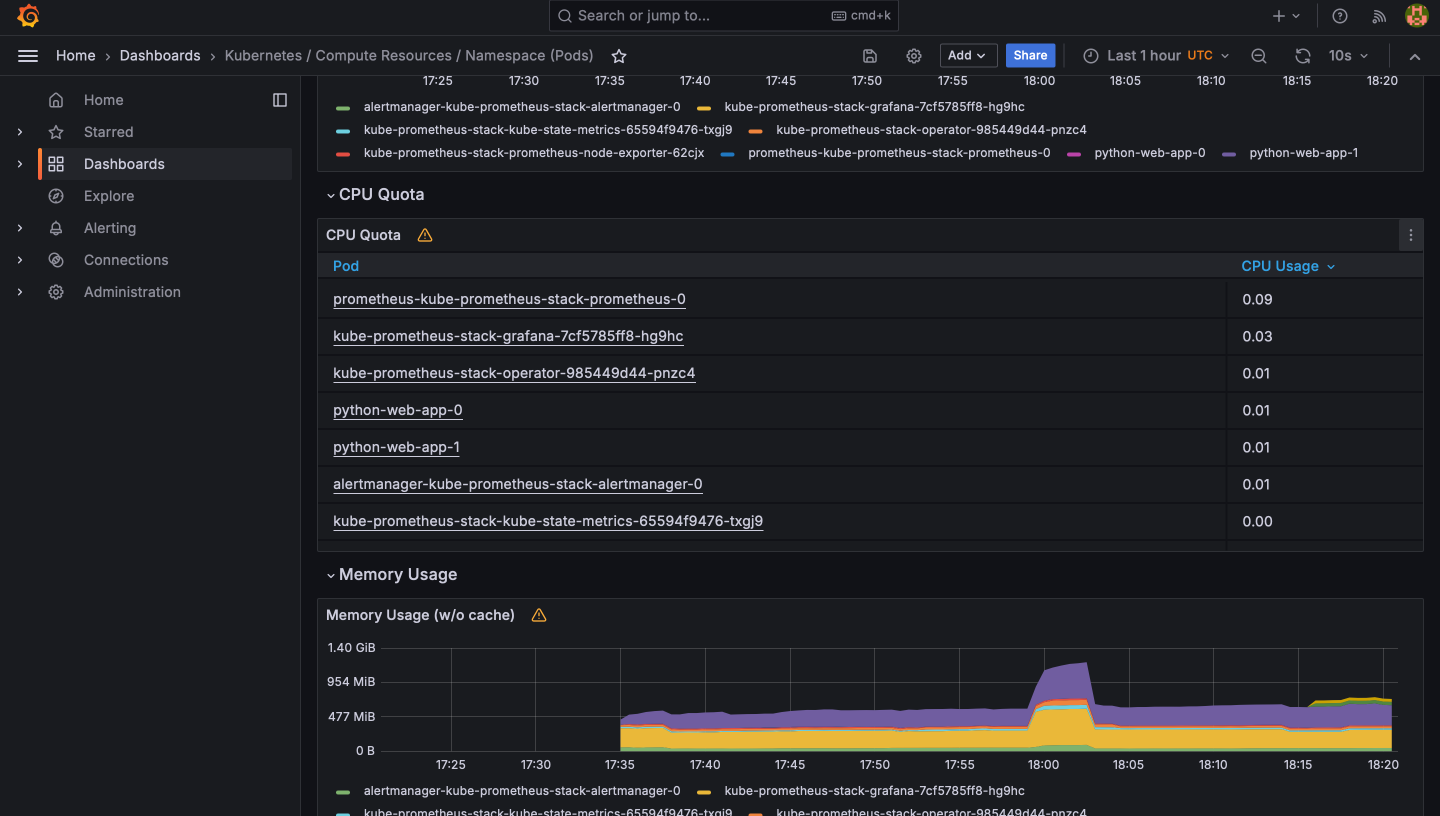 Search or jump to... cmd+k
Home › Dashboards › Kubernetes / Compute Resources / Namespace (Pods) Add Share Last 1 hour UTC 10s
Home
Starred
Dashboards
Explore
Alerting
Connections
Administration
17:25 17:30 17:35 17:40 17:45 17:50 17:55 18:00 18:05 18:10 18:15 18:20
alertmanager-kube-prometheus-stack-alertmanager-0 kube-prometheus-stack-grafana-7cf5785ff8-hg9hc
kube-prometheus-stack-kube-state-metrics-65594f9476-txgj9 kube-prometheus-stack-operator-985449d44-pnzc4
kube-prometheus-stack-prometheus-node-exporter-62cjx prometheus-kube-prometheus-stack-prometheus-0 python-web-app-0 python-web-app-1
CPU Quota
CPU Quota
Pod CPU Usage
prometheus-kube-prometheus-stack-prometheus-0 0.09
kube-prometheus-stack-grafana-7cf5785ff8-hg9hc 0.03
kube-prometheus-stack-operator-985449d44-pnzc4 0.01
python-web-app-0 0.01
python-web-app-1 0.01
alertmanager-kube-prometheus-stack-alertmanager-0 0.01
kube-prometheus-stack-kube-state-metrics-65594f9476-txgj9 0.00
Memory Usage
Memory Usage (w/o cache)
1.40 GiB
954 MiB
477 MiB
0 B
17:25 17:30 17:35 17:40 17:45 17:50 17:55 18:00 18:05 18:10 18:15 18:20
alertmanager-kube-prometheus-stack-alertmanager-0 kube-prometheus-stack-grafana-7cf5785ff8-hg9hc
kube-prometheus-stack-kube-state-metrics-65594f9476-txgj9 kube-prometheus-stack-operator-985449d44-pnzc4